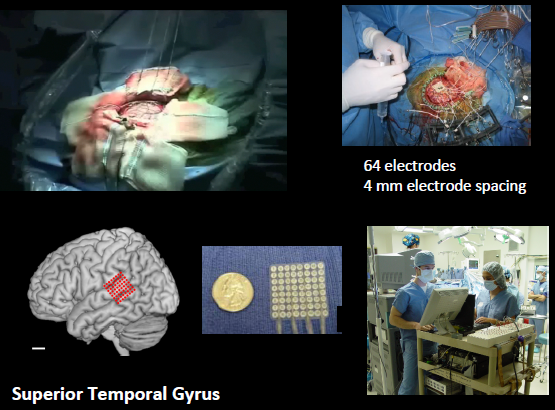 64 electrodes
4 mm electrode spacing
Superior Temporal Gyrus